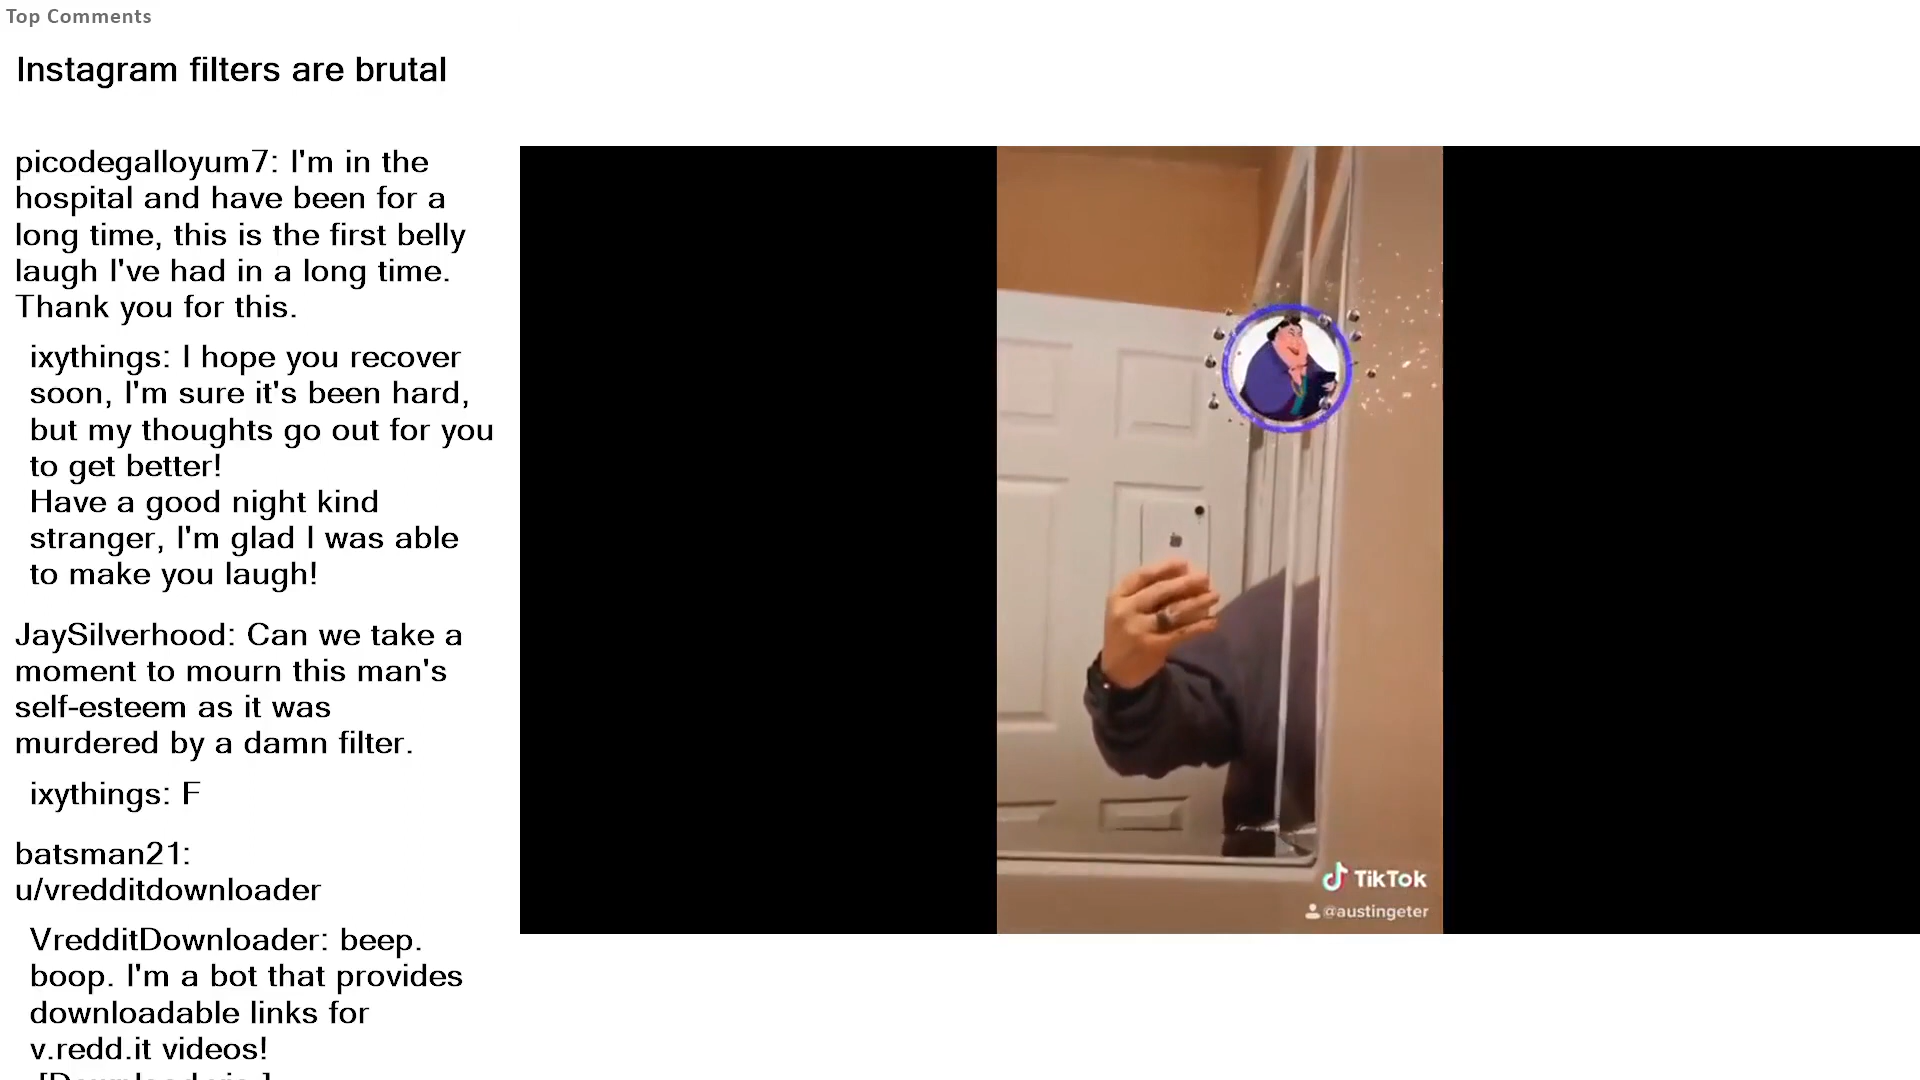 Top Comments
Instagram filters are brutal
picodegalloyum7: I'm in the
hospital and have been for a
long time, this is the first belly
laugh I've had in a long time.
Thank you for this.
ixythings: I hope you recover
soon, I'm sure it's been hard,
but my thoughts go out for you
to get better!
Have a good night kind
stranger, I'm glad I was able
to make you laugh!
JaySilverhood: Can we take a
moment to mourn this man's
self-esteem as it was
murdered by a damn filter.
ixythings: F
batsman21:
u/vredditdownloader
VredditDownloader: beep.
boop. I'm a bot that provides
downloadable links for
v.redd.it videos!
TikTok
@austingeter